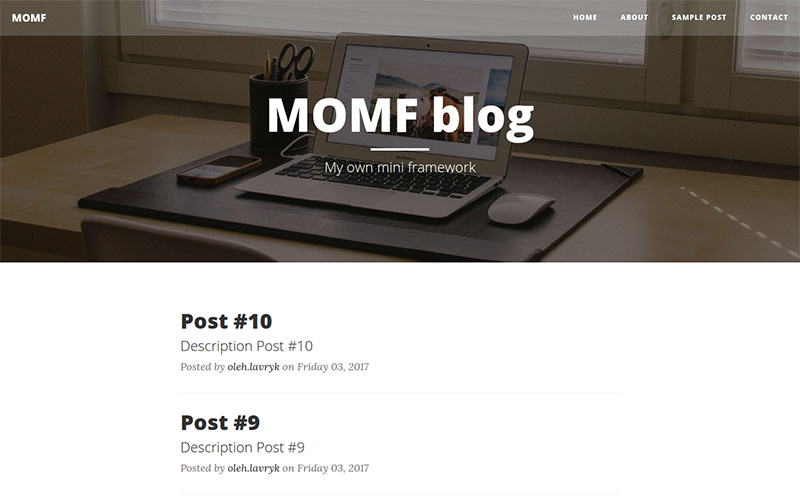 MOMF
HOME ABOUT SAMPLE POST CONTACT
MOMF blog
My own mini framework
Post #10
Description Post #10
Posted by oleh.lavryk on Friday 03, 2017
Post #9
Description Post #9
Posted by oleh.lavryk on Friday 03, 2017